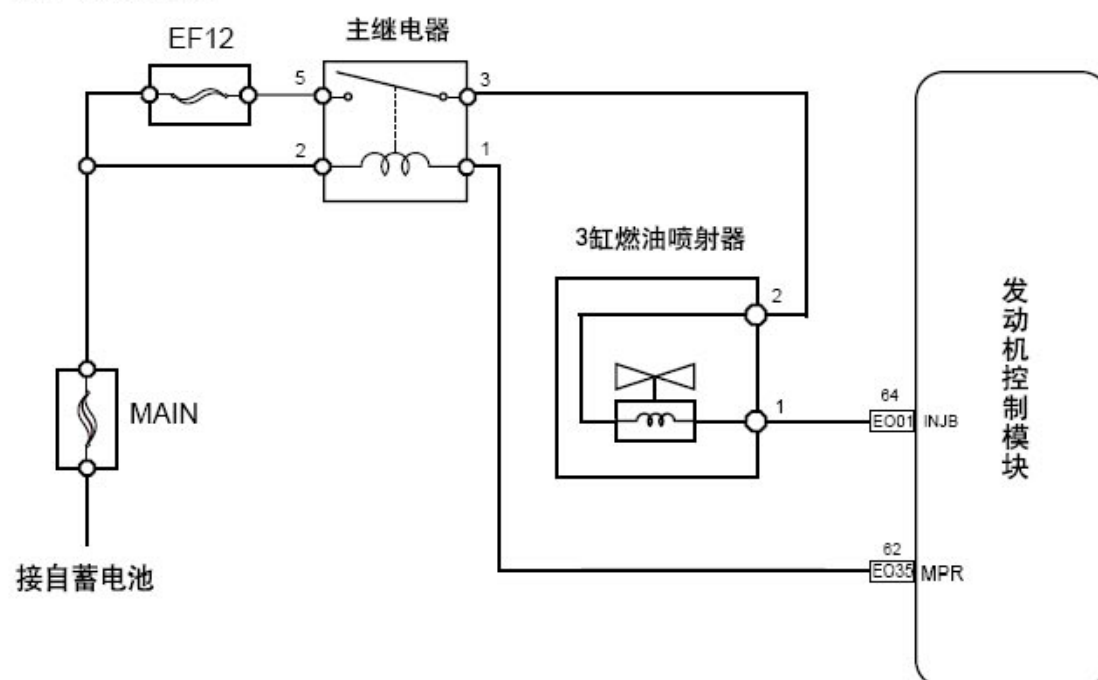 EF12
主继电器
5
3
2
1
3缸燃油喷射器
2
MAIN
1
64
EO01
INJB
发动机控制模块
62
EO35
MPR
接自蓄电池